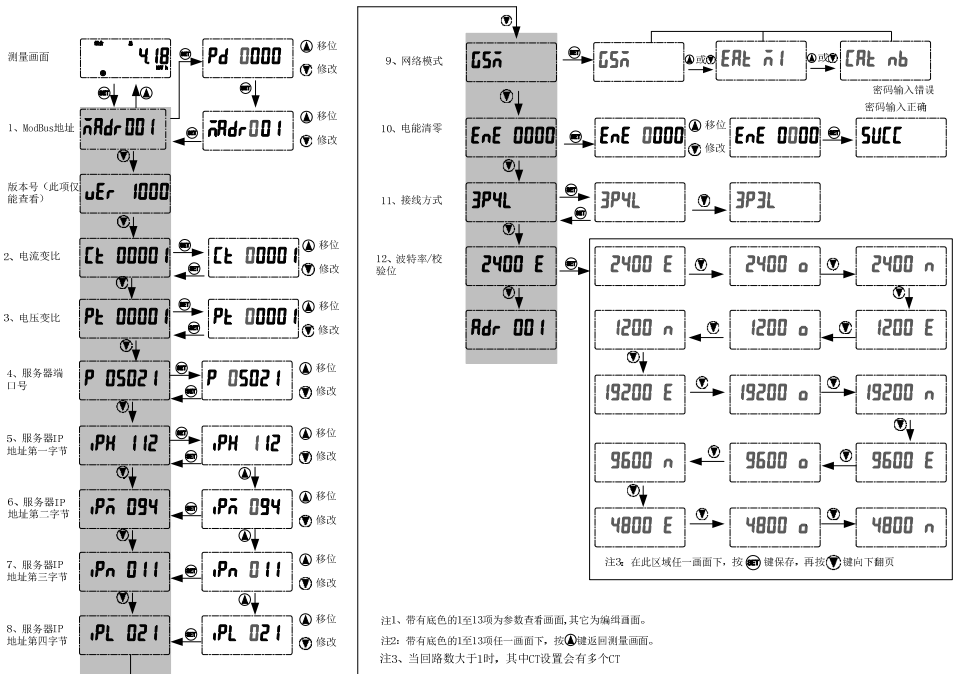 测量画面
4.18
Pd 0000
移位
修改
1、ModBus地址
m̄Adr001
m̄Adr001
移位
修改
版本号（此项仅
能查看）
uEr 1000
2、电流变比
Ct 00001
Ct 00001
移位
修改
3、电压变比
Pt 00001
Pt 00001
移位
修改
4、服务器端
口号
P 05021
P 05021
移位
修改
5、服务器IP
地址第一字节
iPH 112
iPH 112
移位
修改
6、服务器IP
地址第二字节
iPm̄ 094
iPm̄ 094
移位
修改
7、服务器IP
地址第三字节
iPn 011
iPn 011
移位
修改
8、服务器IP
地址第四字节
iPL 021
iPL 021
移位
修改
9、网络模式
GSm̄
GSm̄
或
EAt m̄1
或
CAt nb
密码输入错误
密码输入正确
10、电能清零
EnE 0000
EnE 0000
移位
修改
EnE 0000
SUCC
11、接线方式
3P4L
3P4L
3P3L
12、波特率/校
验位
2400 E
2400 E
2400 o
2400 n
Adr 001
1200 n
1200 o
1200 E
19200 E
19200 o
19200 n
9600 n
9600 o
9600 E
4800 E
4800 o
4800 n
注3：在此区域任一画面下，按SET键保存，再按键向下翻页
注1、带有底色的1至13项为参数查看画面,其它为编缉画面。
注2：带有底色的1至13项任一画面下，按键返回测量画面。
注3、当回路数大于1时，其中CT设置会有多个CT